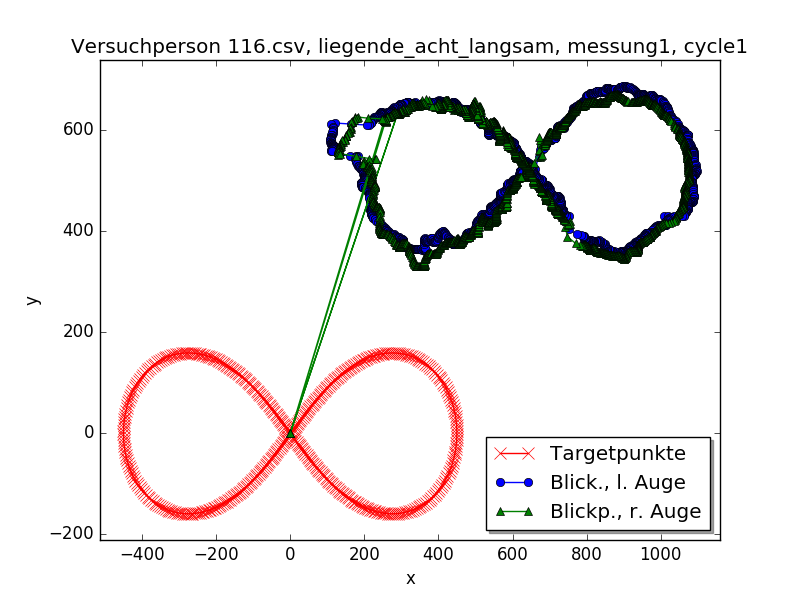 Versuchperson 116.csv, liegende_acht_langsam, messung1, cycle1
600
400
200
0
−200
y
−400 −200 0 200 400 600 800 1000
x
Targetpunkte
Blick., l. Auge
Blickp., r. Auge